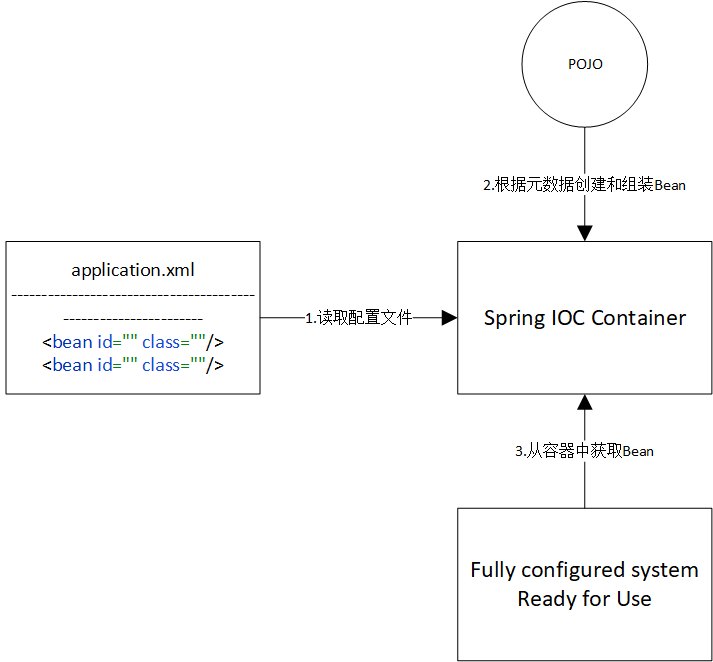 POJO
2.根据元数据创建和组装Bean
application.xml
-----------------------------------------
-----------------------
<bean id="" class=""/>
<bean id="" class=""/>
1.读取配置文件
Spring IOC Container
3.从容器中获取Bean
Fully configured system
Ready for Use